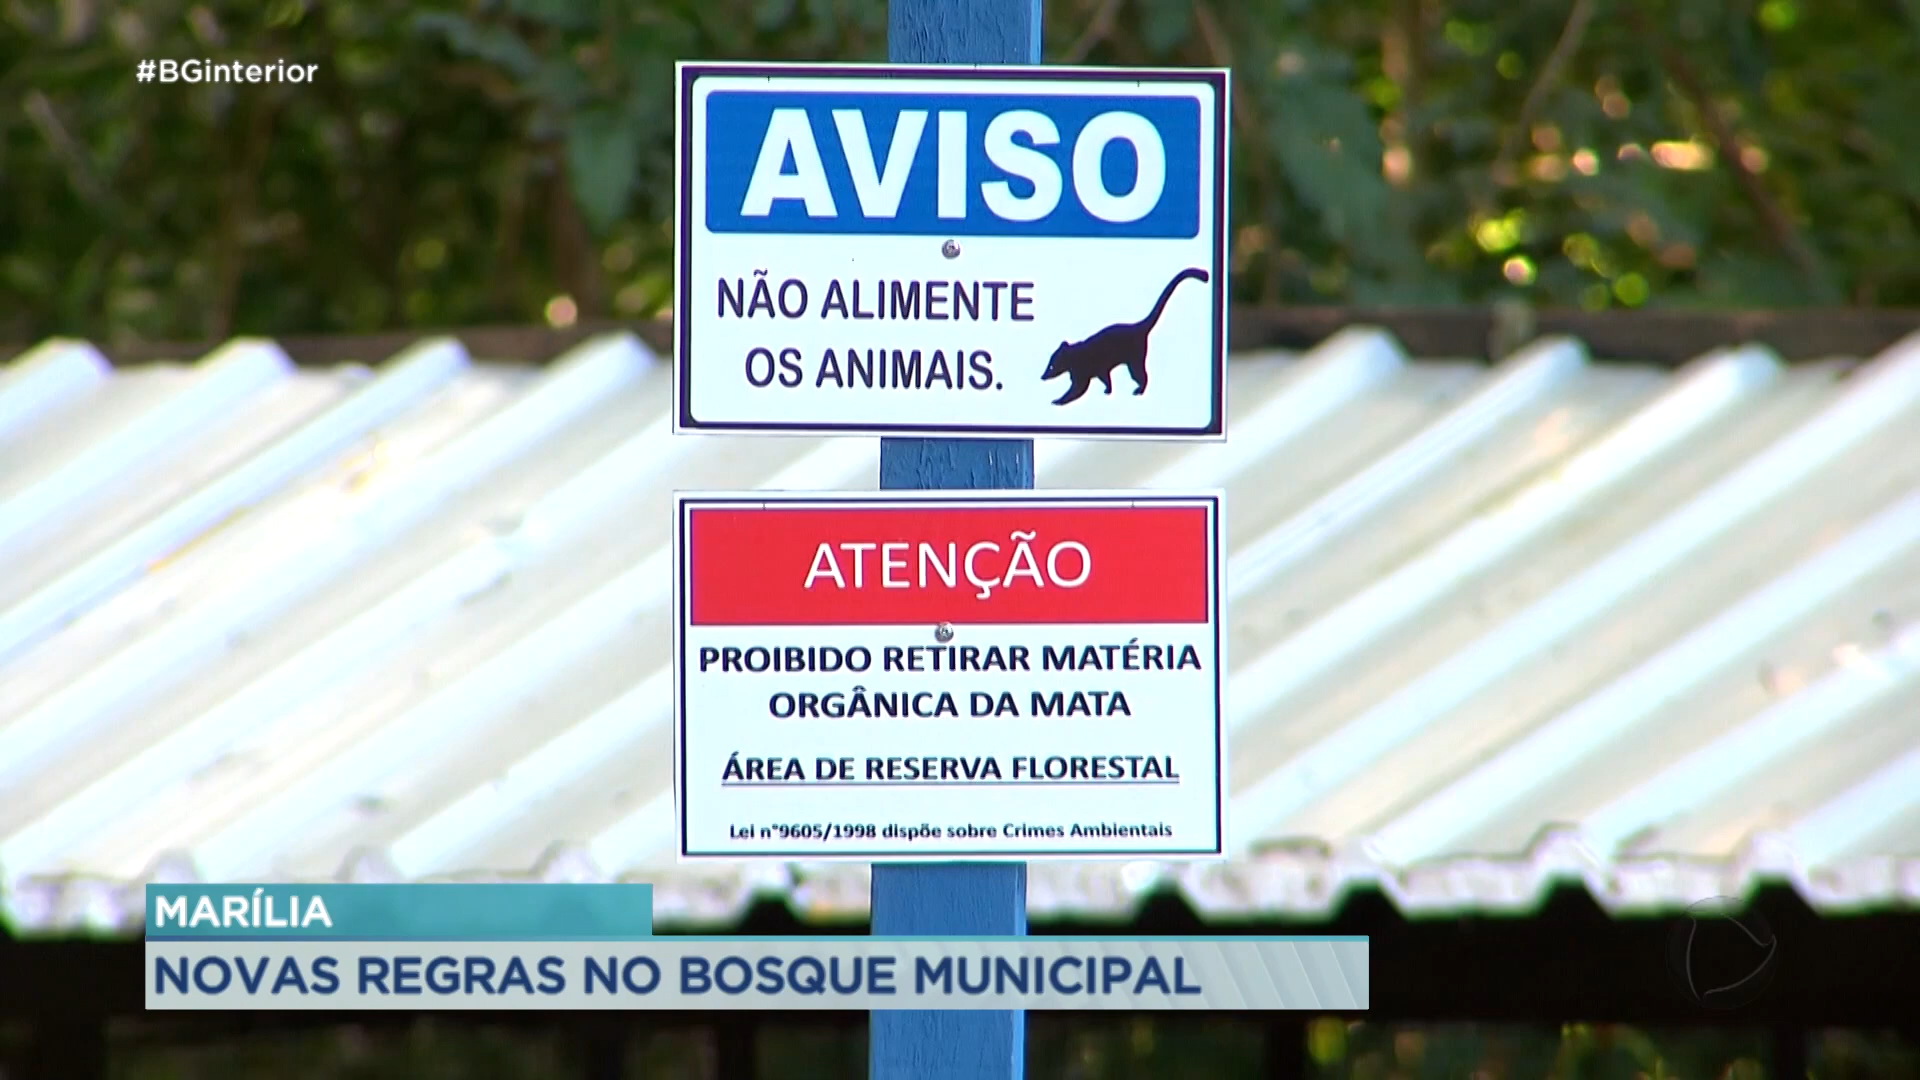 #BGinterior
AVISO
NÃO ALIMENTE
OS ANIMAIS.
ATENÇÃO
PROIBIDO RETIRAR MATÉRIA
ORGÂNICA DA MATA
ÁREA DE RESERVA FLORESTAL
Lei n°9605/1998 dispõe sobre Crimes Ambientais
MARÍLIA
NOVAS REGRAS NO BOSQUE MUNICIPAL